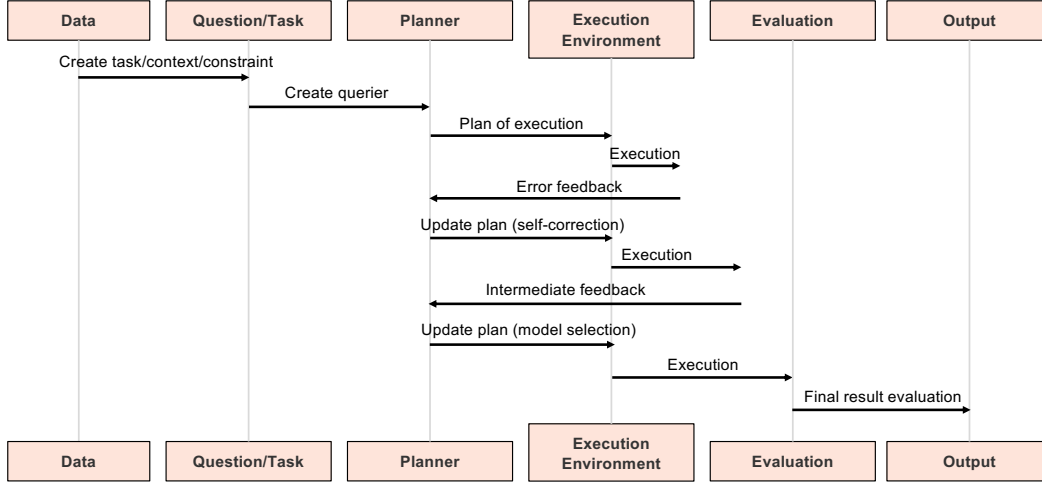 Data
Question/Task
Planner
Execution
Environment
Evaluation
Output
Create task/context/constraint
Create querier
Plan of execution
Execution
Error feedback
Update plan (self-correction)
Execution
Intermediate feedback
Update plan (model selection)
Execution
Final result evaluation
Data
Question/Task
Planner
Execution
Environment
Evaluation
Output